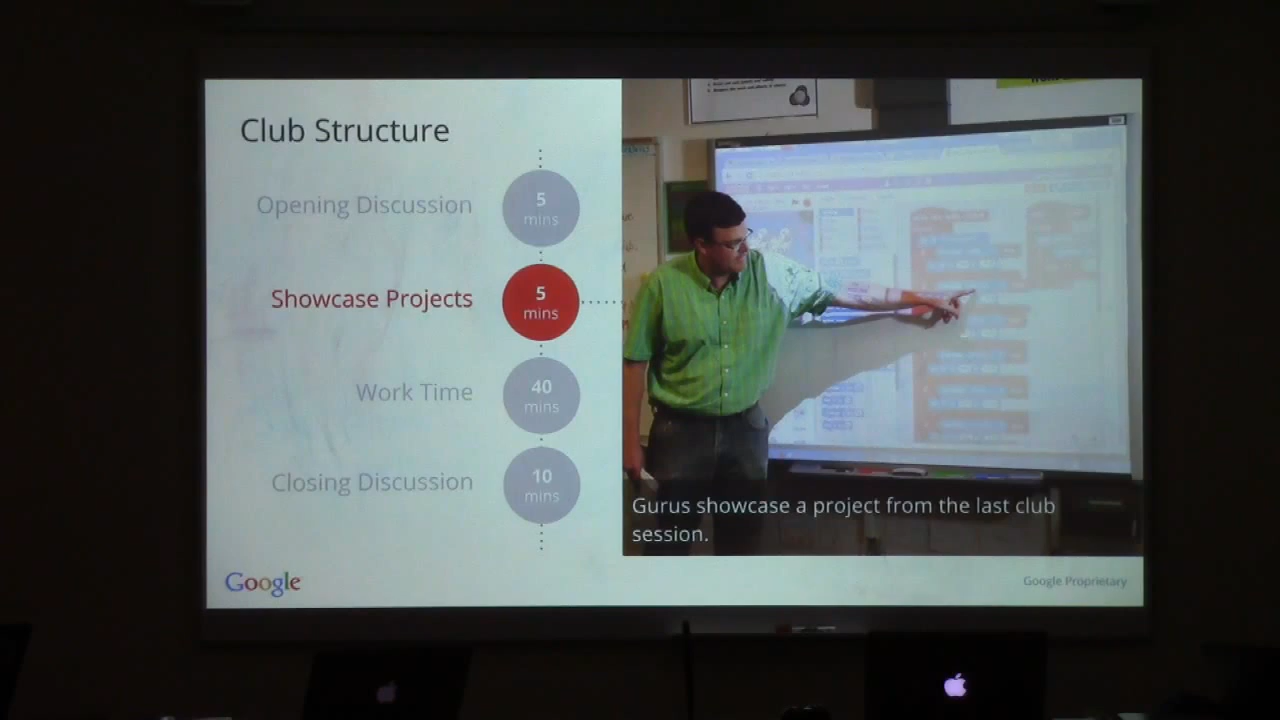 Club Structure
Opening Discussion
5
mins
Showcase Projects
5
mins
Work Time
40
mins
Closing Discussion
10
mins
Gurus showcase a project from the last club
session.
Google
Google Proprietary